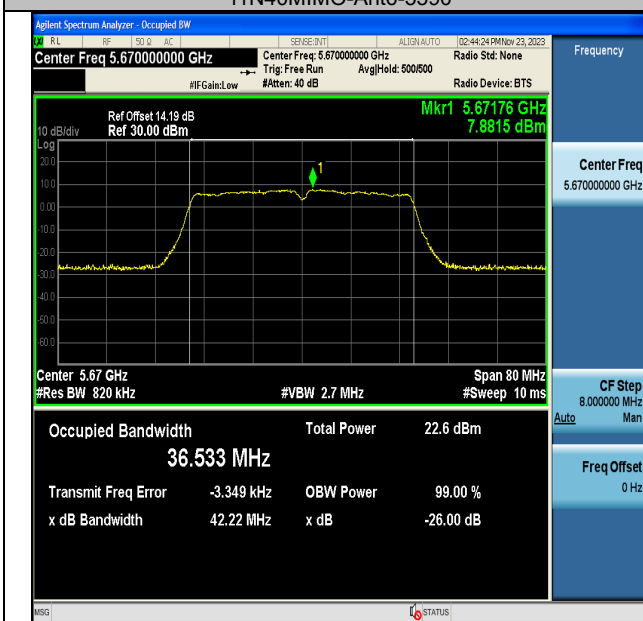 11N40MIMO-Ant6-5590
Agilent Spectrum Analyzer - Occupied BW
RL RF 50 Ω AC SENSE:INT ALIGN AUTO 02:44:24 PM Nov 23, 2023
Center Freq 5.670000000 GHz
Center Freq: 5.670000000 GHz
Radio Std: None
Trig: Free Run Avg|Hold: 500/500
#IFGain:Low #Atten: 40 dB Radio Device: BTS
Frequency
Mkr1 5.67176 GHz
7.8815 dBm
Ref Offset 14.19 dB
10 dB/div Ref 30.00 dBm
Log
20.0
10.0
0.00
-10.0
-20.0
-30.0
-40.0
-50.0
-60.0
1
Center 5.67 GHz Span 80 MHz
#Res BW 820 kHz #VBW 2.7 MHz #Sweep 10 ms
Occupied Bandwidth Total Power 22.6 dBm
36.533 MHz
Transmit Freq Error -3.349 kHz OBW Power 99.00 %
x dB Bandwidth 42.22 MHz x dB -26.00 dB
Center Freq
5.670000000 GHz
CF Step
8.000000 MHz
Auto Man
Freq Offset
0 Hz
MSG STATUS